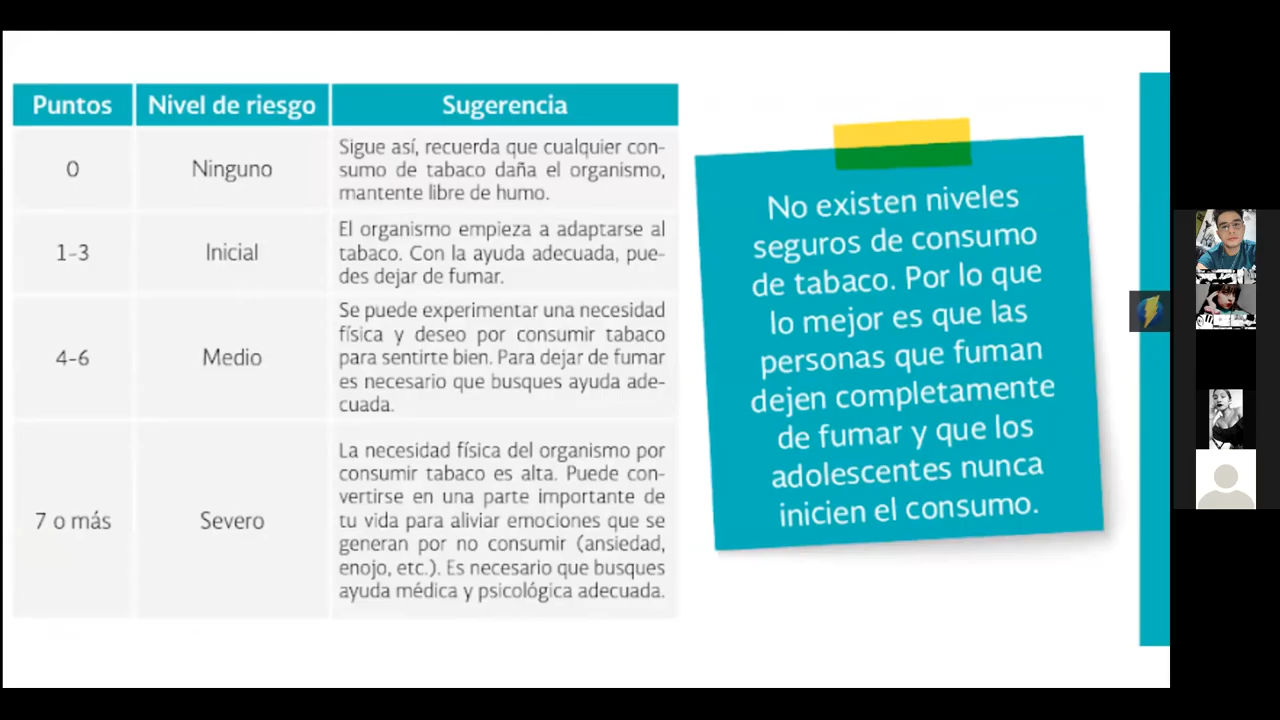 Puntos Nivel de riesgo Sugerencia
0 Ninguno
Sigue así, recuerda que cualquier con-
sumo de tabaco daña el organismo,
mantente libre de humo.
1-3 Inicial
El organismo empieza a adaptarse al
tabaco. Con la ayuda adecuada, pue-
des dejar de fumar.
4-6 Medio
Se puede experimentar una necesidad
física y deseo por consumir tabaco
para sentirte bien. Para dejar de fumar
es necesario que busques ayuda ade-
cuada.
7 o más Severo
La necesidad física del organismo por
consumir tabaco es alta. Puede con-
vertirse en una parte importante de
tu vida para aliviar emociones que se
generan por no consumir (ansiedad,
enojo, etc.). Es necesario que busques
ayuda médica y psicológica adecuada.
No existen niveles
seguros de consumo
de tabaco. Por lo que
lo mejor es que las
personas que fuman
dejen completamente
de fumar y que los
adolescentes nunca
inicien el consumo.